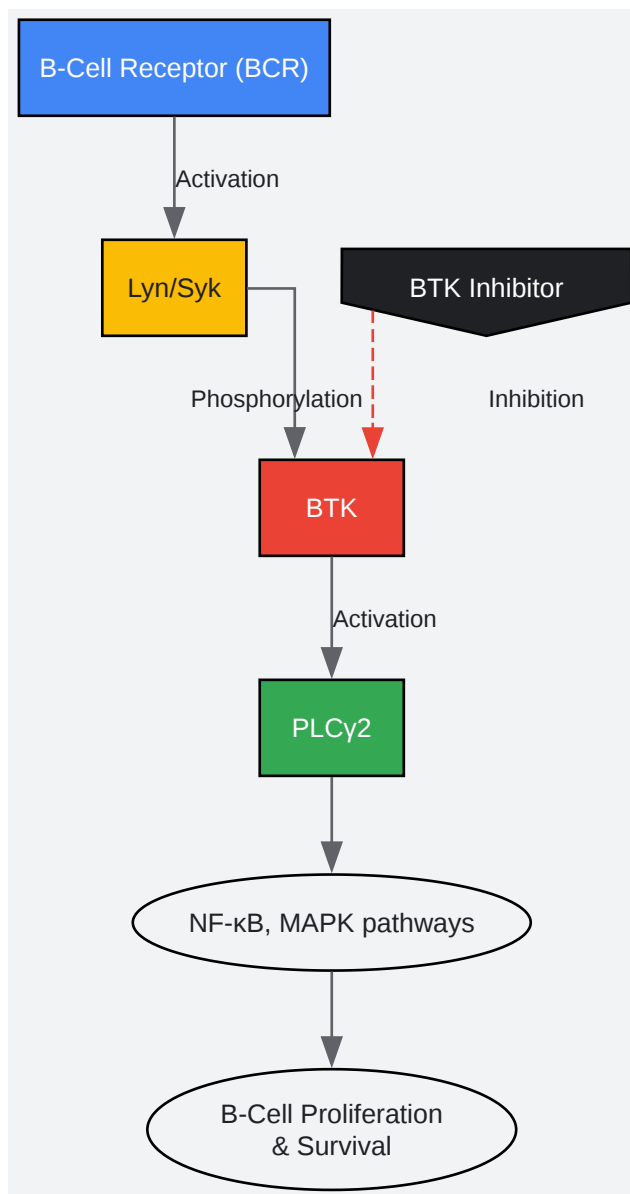 B-Cell Receptor (BCR)
Activation
Lyn/Syk
BTK Inhibitor
Phosphorylation
Inhibition
BTK
Activation
PLCγ2
NF-κB, MAPK pathways
B-Cell Proliferation
& Survival